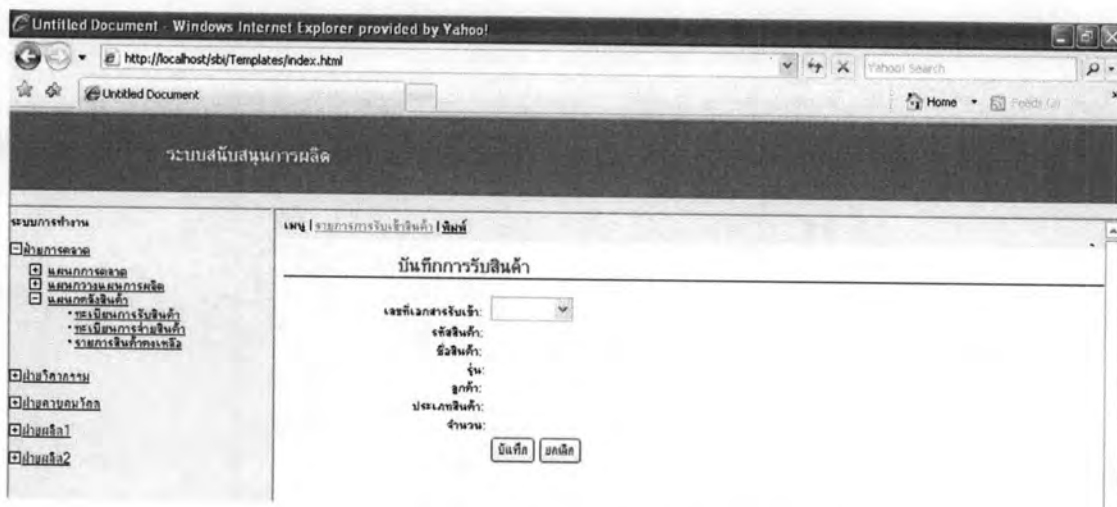 Untitled Document - Windows Internet Explorer provided by Yahoo!
http://localhost/sbi/Templates/index.html
Yahoo! Search
Untitled Document
Home
Feeds (0)
ระบบสนับสนุนการผลิต
ระบบการทำงาน
ฝ่ายการตลาด
แผนกการตลาด
แผนกวางแผนการผลิต
แผนกคลังสินค้า
ทะเบียนการรับสินค้า
ทะเบียนการจ่ายสินค้า
รายการสินค้าคงเหลือ
ฝ่ายวิศวกรรม
ฝ่ายควบคุมโดส
ฝ่ายผลิต1
ฝ่ายผลิต2
เมนู | รายการการรับเข้าสินค้า | พิมพ์
บันทึกการรับสินค้า
เลขที่เอกสารรับเข้า:
รหัสสินค้า:
ชื่อสินค้า:
รุ่น:
ลูกค้า:
ประเภทสินค้า:
จำนวน:
บันทึก ยกเลิก